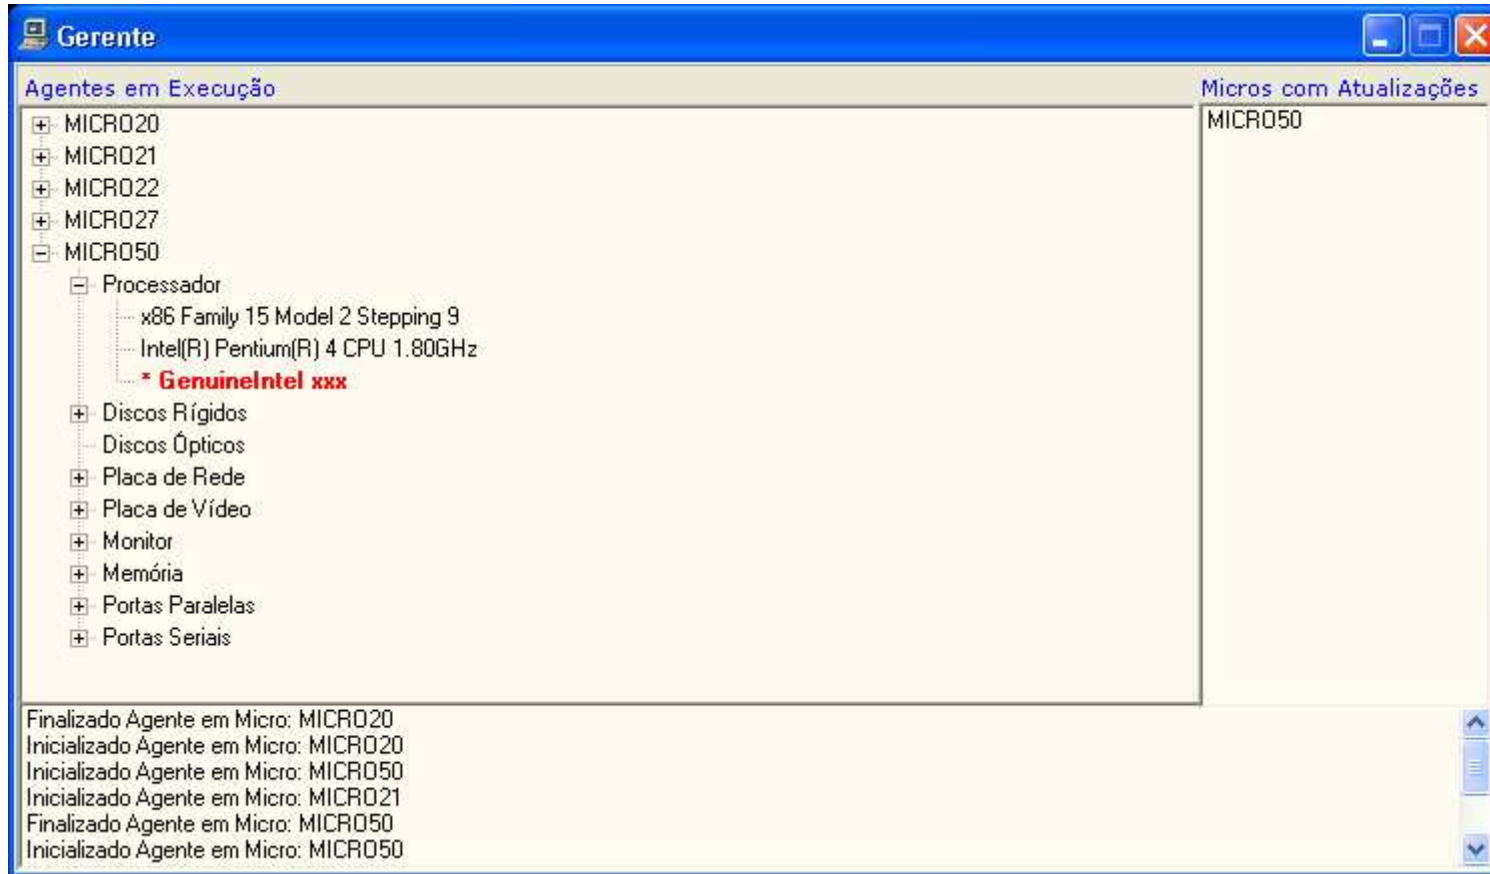 Gerente
Agentes em Execução
Micros com Atualizações
MICRO20
MICRO21
MICRO22
MICRO27
MICRO50
Processador
x86 Family 15 Model 2 Stepping 9
Intel(R) Pentium(R) 4 CPU 1.80GHz
* GenuineIntel xxx
Discos Rígidos
Discos Ópticos
Placa de Rede
Placa de Vídeo
Monitor
Memória
Portas Paralelas
Portas Seriais
MICRO50
Finalizado Agente em Micro: MICRO20
Inicializado Agente em Micro: MICRO20
Inicializado Agente em Micro: MICRO50
Inicializado Agente em Micro: MICRO21
Finalizado Agente em Micro: MICRO50
Inicializado Agente em Micro: MICRO50